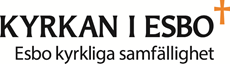 KYRKAN I ESBO
Esbo kyrkliga samfällighet